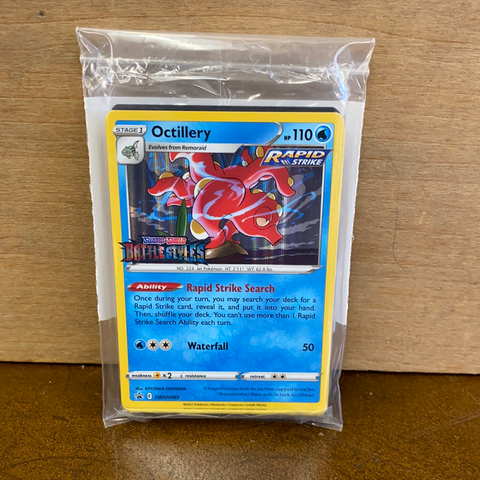 STAGE 1
Octillery
HP 110
Evolves from Remoraid
RAPID
STRIKE
BATTLE STYLES
NO. 224 Jet Pokémon. HT: 2'11" WT: 62.8 lbs.
Ability Rapid Strike Search
Once during your turn, you may search your deck for
a Rapid Strike card, reveal it, and put it into your hand.
Then, shuffle your deck. You can't use more than 1 Rapid
Strike Search Ability each turn.
Waterfall 50
weakness ×2 resistance retreat